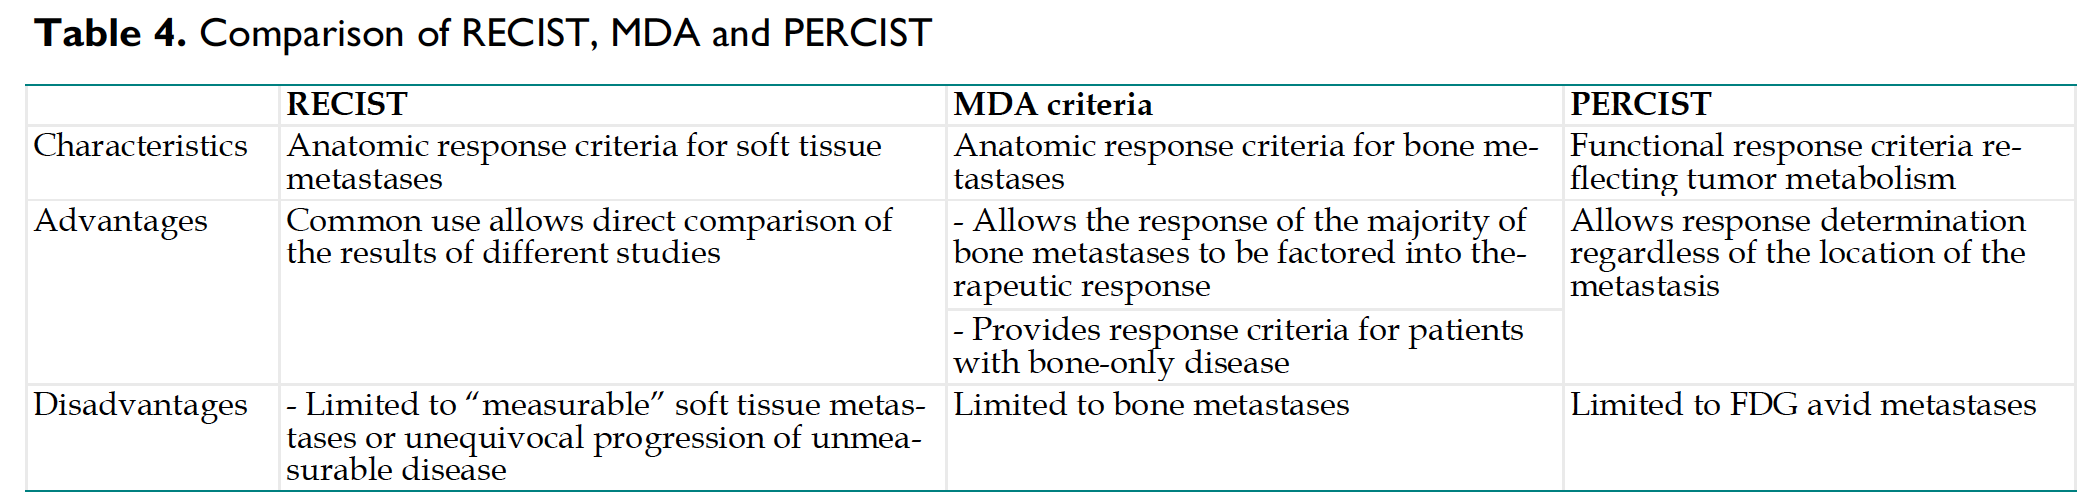 Table 4. Comparison of RECIST, MDA and PERCIST
RECIST
MDA criteria
PERCIST
Characteristics
Anatomic response criteria for soft tissue
metastases
Anatomic response criteria for bone me-
tastases
Functional response criteria re-
flecting tumor metabolism
Advantages
Common use allows direct comparison of
the results of different studies
- Allows the response of the majority of
bone metastases to be factored into the-
rapeutic response
- Provides response criteria for patients
with bone-only disease
Allows response determination
regardless of the location of the
metastasis
Disadvantages
- Limited to “measurable” soft tissue metas-
tases or unequivocal progression of unmea-
surable disease
Limited to bone metastases
Limited to FDG avid metastases